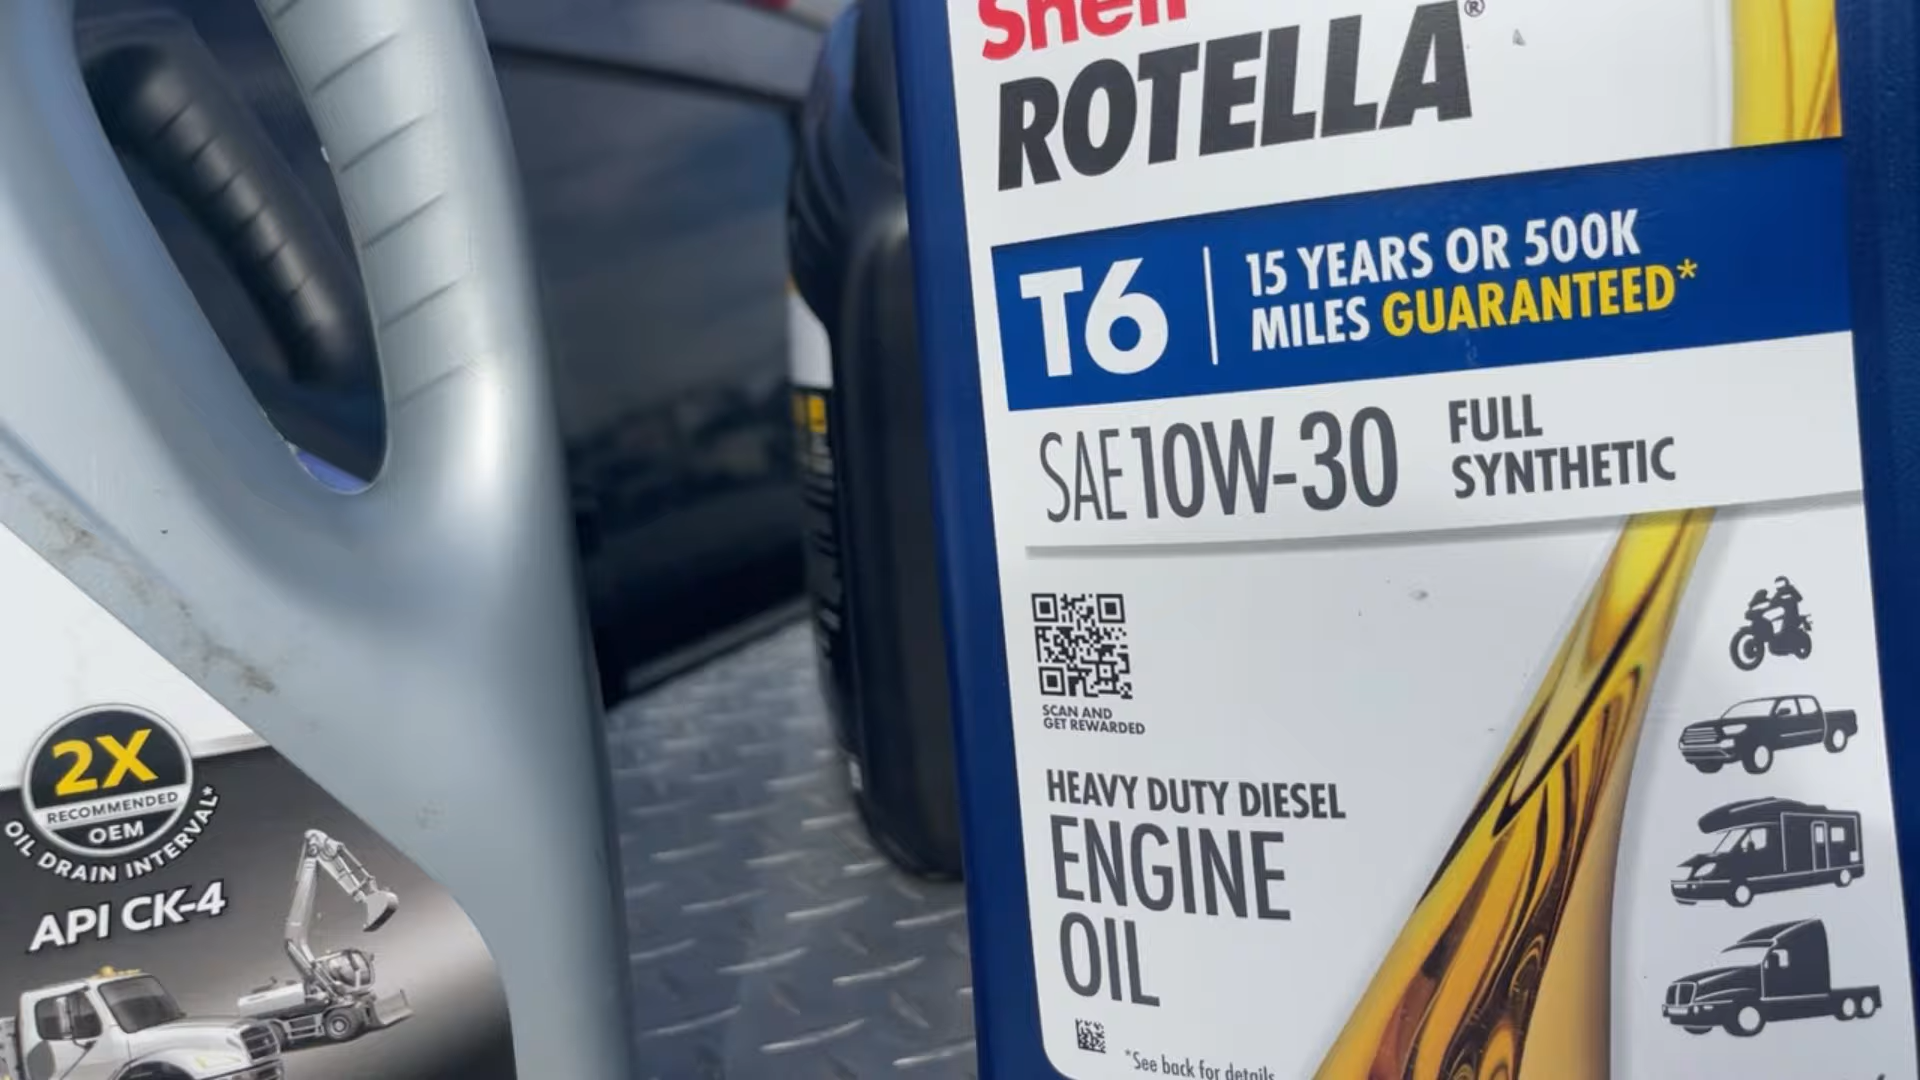 Shell
ROTELLA®
T6
15 YEARS OR 500K
MILES GUARANTEED*
SAE 10W-30
FULL
SYNTHETIC
SCAN AND
GET REWARDED
HEAVY DUTY DIESEL
ENGINE
OIL
*See back for details
2X
RECOMMENDED
OEM
OIL DRAIN INTERVAL*
API CK-4